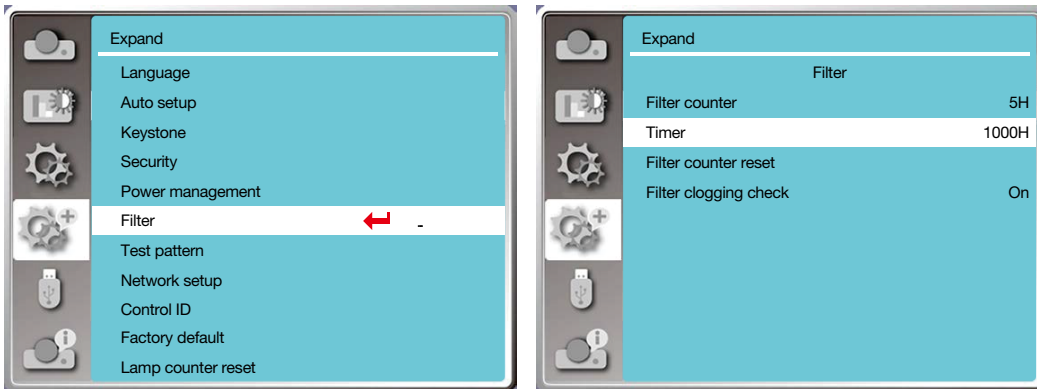 Expand
Language
Auto setup
Keystone
Security
Power management
Filter -
Test pattern
Network setup
Control ID
Factory default
Lamp counter reset
Expand
Filter
Filter counter 5H
Timer 1000H
Filter counter reset
Filter clogging check On